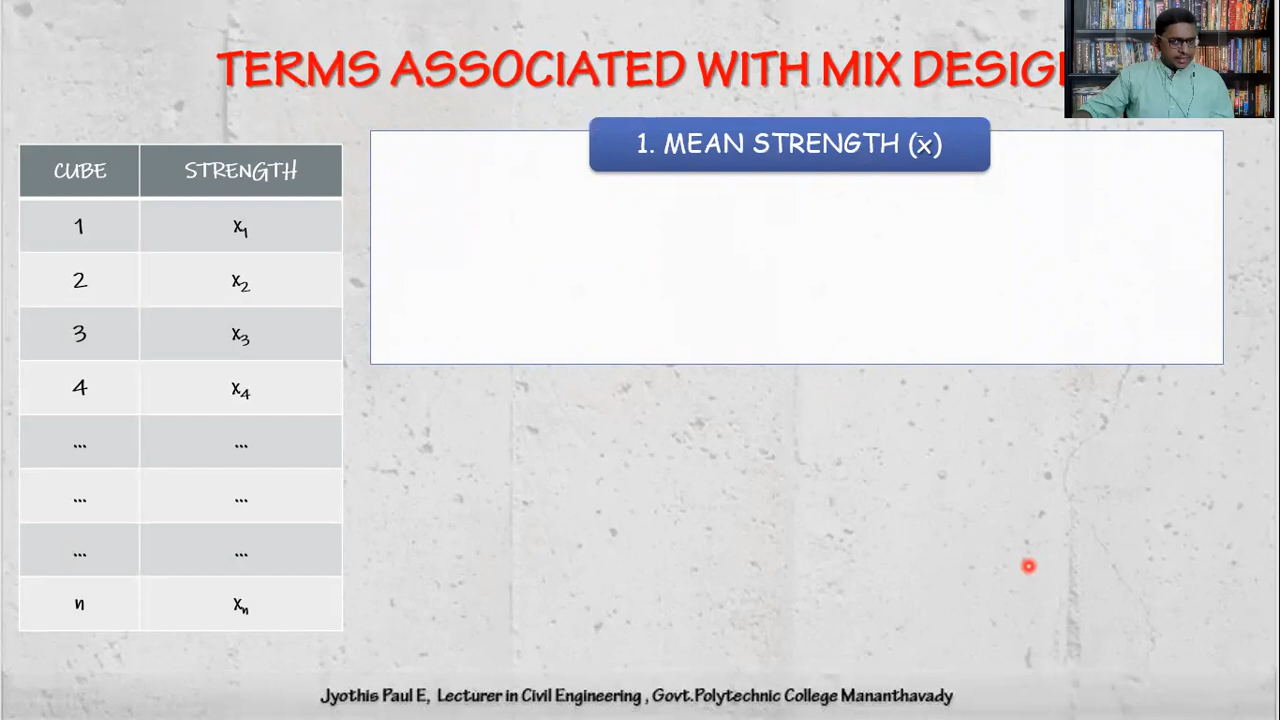 TERMS ASSOCIATED WITH MIX DESIG
1. MEAN STRENGTH (x̄)
CUBE STRENGTH
1 x₁
2 x₂
3 x₃
4 x₄
... ...
... ...
... ...
n xₙ
Jyothis Paul E, Lecturer in Civil Engineering , Govt.Polytechnic College Mananthavady